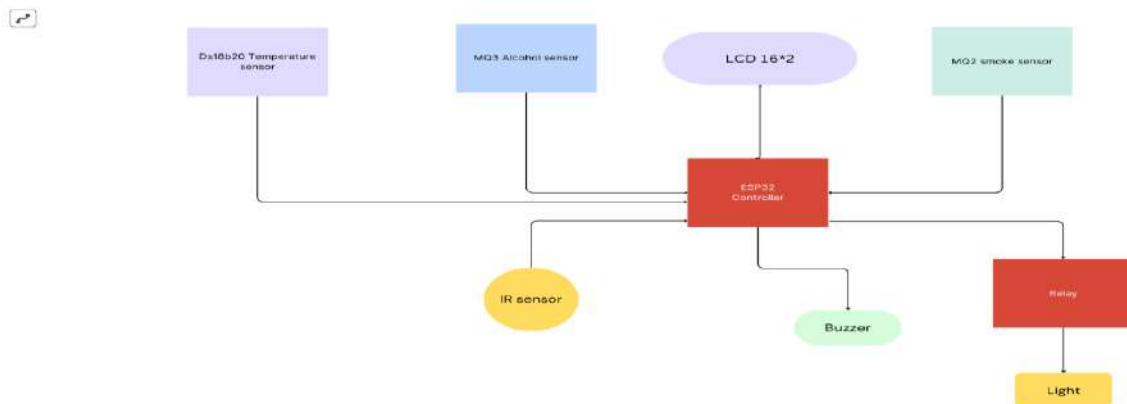 Ds18b20 Temperature
sensor
MQ3 Alcohol sensor
LCD 16*2
MQ2 smoke sensor
ESP32
Controller
IR sensor
Relay
Buzzer
Light